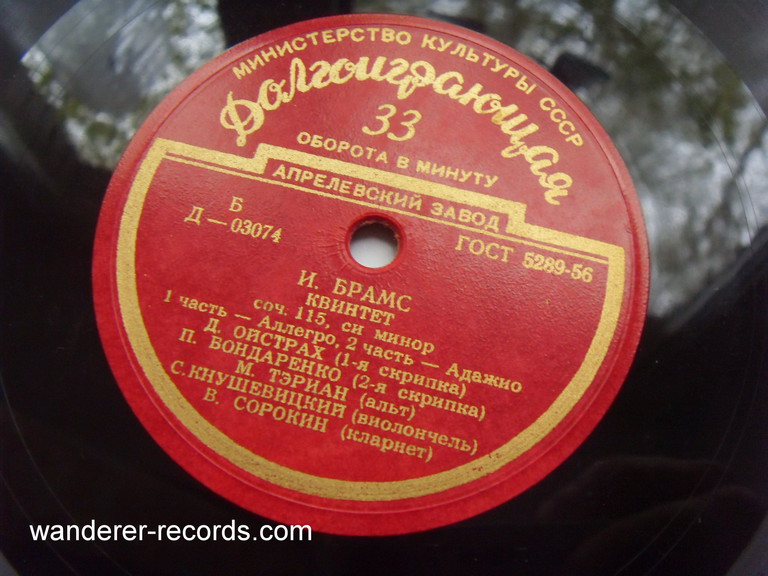 МИНИСТЕРСТВО КУЛЬТУРЫ СССР
Долгоиграющая
33
ОБОРОТА В МИНУТУ
АПРЕЛЕВСКИЙ ЗАВОД
Б
Д—03074
ГОСТ 5289-56
И. БРАМС
КВИНТЕТ
соч. 115, си минор
1 часть — Аллегро, 2 часть — Адажио
Д. ОЙСТРАХ (1-я скрипка)
П. БОНДАРЕНКО (2-я скрипка)
М. ТЭРИАН (альт)
С. КНУШЕВИЦКИЙ (виолончель)
В. СОРОКИН (кларнет)
wanderer-records.com